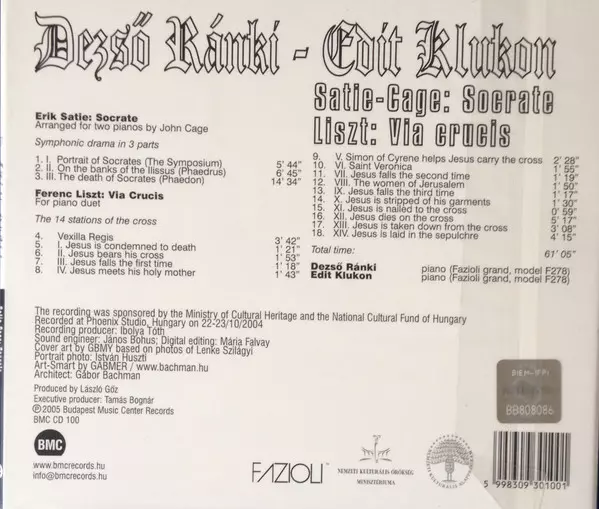 Dezső Ránki - Edit Klukon
Satie-Cage: Socrate
Liszt: Via crucis
Erik Satie: Socrate
Arranged for two pianos by John Cage
Symphonic drama in 3 parts
1. I. Portrait of Socrates (The Symposium) 5' 44"
2. II. On the banks of the Ilissus (Phaedrus) 6' 45"
3. III. The death of Socrates (Phaedon) 14' 34"
Ferenc Liszt: Via Crucis
For piano duet
The 14 stations of the cross
4. Vexilla Regis 3' 42"
5. I. Jesus is condemned to death 1' 21"
6. II. Jesus bears his cross 1' 53"
7. III. Jesus falls the first time 1' 18"
8. IV. Jesus meets his holy mother 1' 43"
9. V. Simon of Cyrene helps Jesus carry the cross 2' 28"
10. VI. Saint Veronica 1' 55"
11. VII. Jesus falls the second time 1' 19"
12. VIII. The women of Jerusalem 1' 50"
13. IX. Jesus falls the third time 1' 17"
14. X. Jesus is stripped of his garments 1' 30"
15. XI. Jesus is nailed to the cross 0' 59"
16. XII. Jesus dies on the cross 5' 17"
17. XIII. Jesus is taken down from the cross 3' 08"
18. XIV. Jesus is laid in the sepulchre 4' 15"
Total time: 61' 05"
Dezső Ránki piano (Fazioli grand, model F278)
Edit Klukon piano (Fazioli grand, model F278)
The recording was sponsored by the Ministry of Cultural Heritage and the National Cultural Fund of Hungary
Recorded at Phoenix Studio, Hungary on 22-23/10/2004
Recording producer: Ibolya Tóth
Sound engineer: János Bohus; Digital editing: Mária Falvay
Cover art by GBMY based on photos of Lenke Szilágyi
Portrait photo: István Huszti
Art-Smart by GABMER / www.bachman.hu
Architect: Gábor Bachman
Produced by László Gőz
Executive producer: Tamás Bognár
℗©2005 Budapest Music Center Records
BMC CD 100
BMC
www.bmcrecords.hu
info@bmcrecords.hu
FAZIOLI
NEMZETI KULTURÁLIS ÖRÖKSÉG
MINISZTÉRIUMA
BIEM-IFPI
BB808086
5 998309 301001